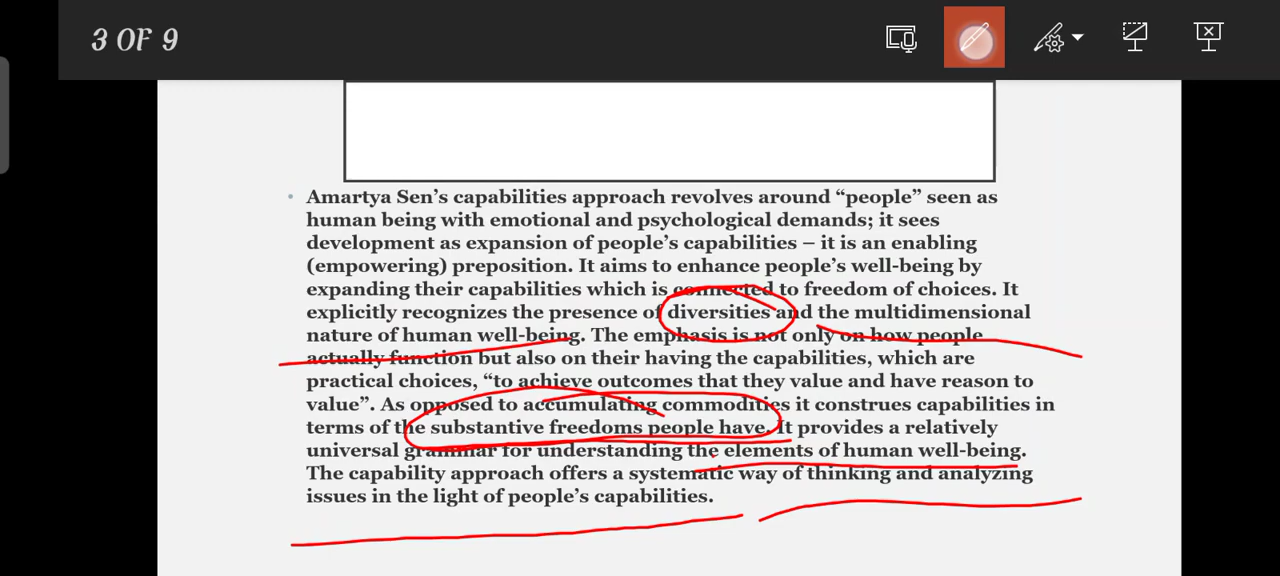 3 OF 9
• Amartya Sen’s capabilities approach revolves around “people” seen as
human being with emotional and psychological demands; it sees
development as expansion of people’s capabilities – it is an enabling
(empowering) preposition. It aims to enhance people’s well-being by
expanding their capabilities which is connected to freedom of choices. It
explicitly recognizes the presence of diversities and the multidimensional
nature of human well-being. The emphasis is not only on how people
actually function but also on their having the capabilities, which are
practical choices, “to achieve outcomes that they value and have reason to
value”. As opposed to accumulating commodities it construes capabilities in
terms of the substantive freedoms people have. It provides a relatively
universal grammar for understanding the elements of human well-being.
The capability approach offers a systematic way of thinking and analyzing
issues in the light of people’s capabilities.